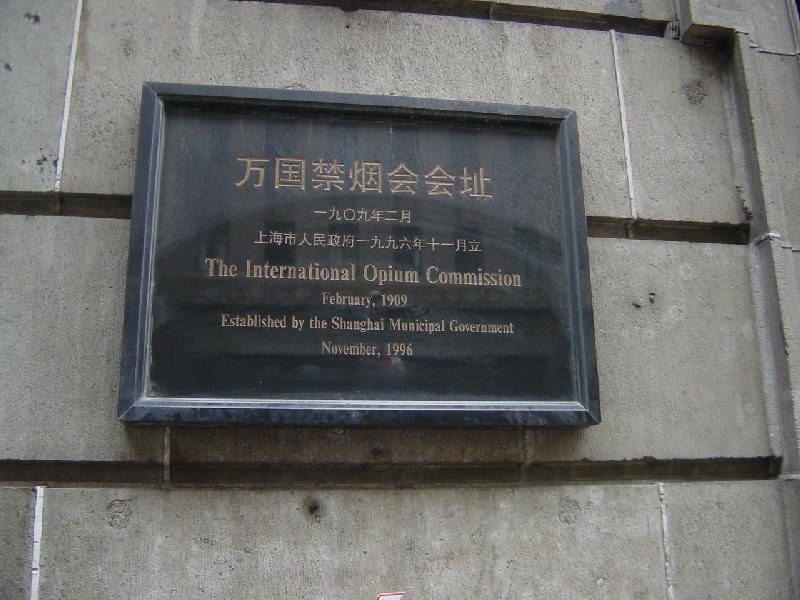 万国禁烟会会址
一九〇九年二月
上海市人民政府一九九六年十一月立
The International Opium Commission
February, 1909
Established by the Shanghai Municipal Government
November, 1996